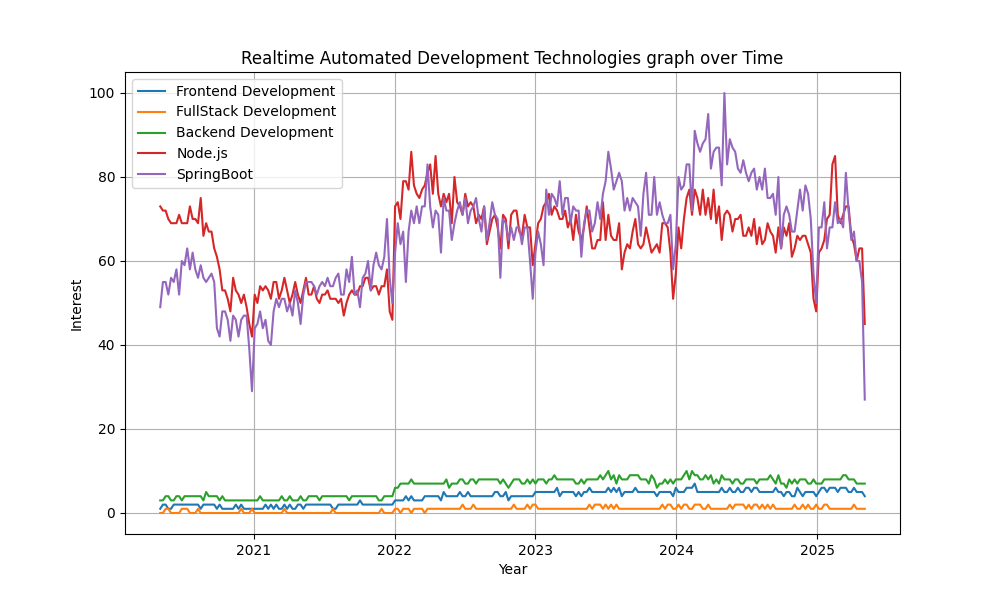 Realtime Automated Development Technologies graph over Time
Frontend Development
FullStack Development
Backend Development
Node.js
SpringBoot
100
80
60
40
20
0
Interest
2021 2022 2023 2024 2025
Year